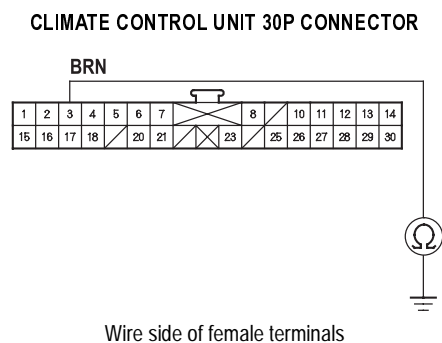 CLIMATE CONTROL UNIT 30P CONNECTOR
BRN
1 2 3 4 5 6 7 8 10 11 12 13 14
15 16 17 18 20 21 23 25 26 27 28 29 30
Ω
Wire side of female terminals